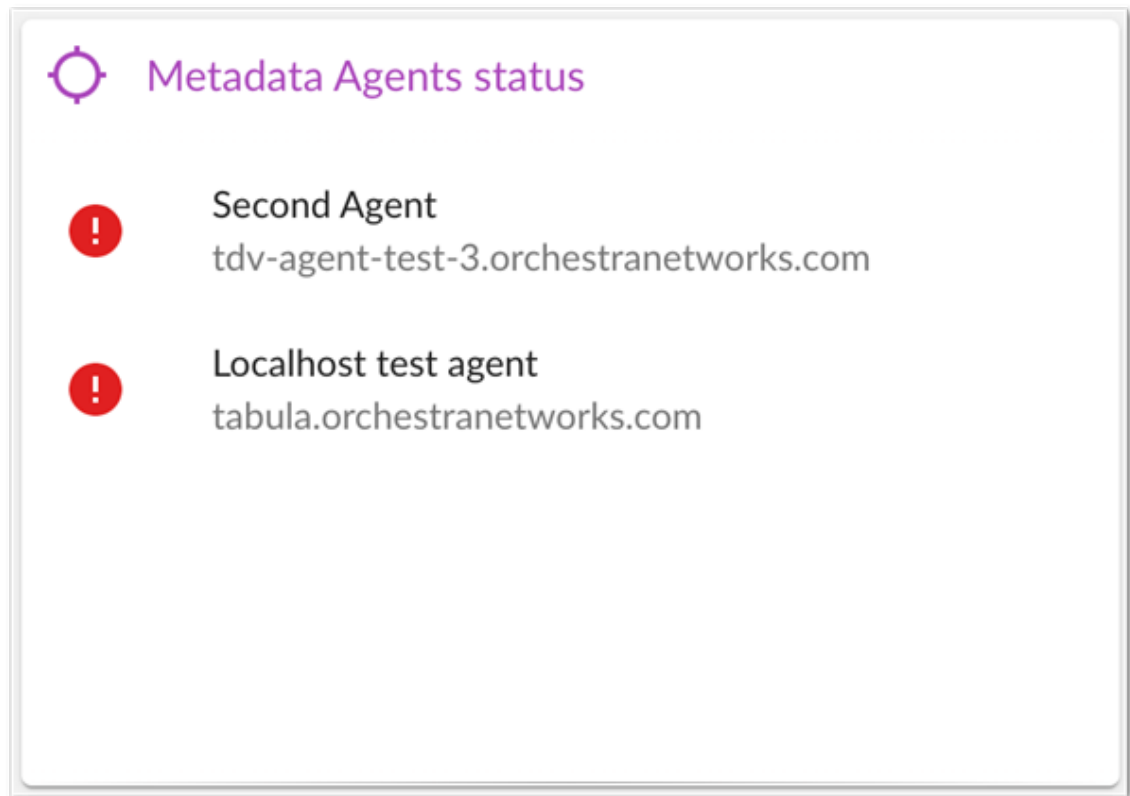 Metadata Agents status
Second Agent
tdv-agent-test-3.orchestranetworks.com
Localhost test agent
tabula.orchestranetworks.com